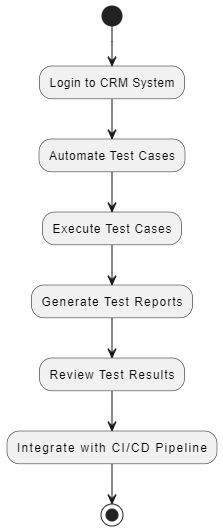 Login to CRM System
Automate Test Cases
Execute Test Cases
Generate Test Reports
Review Test Results
Integrate with CI/CD Pipeline